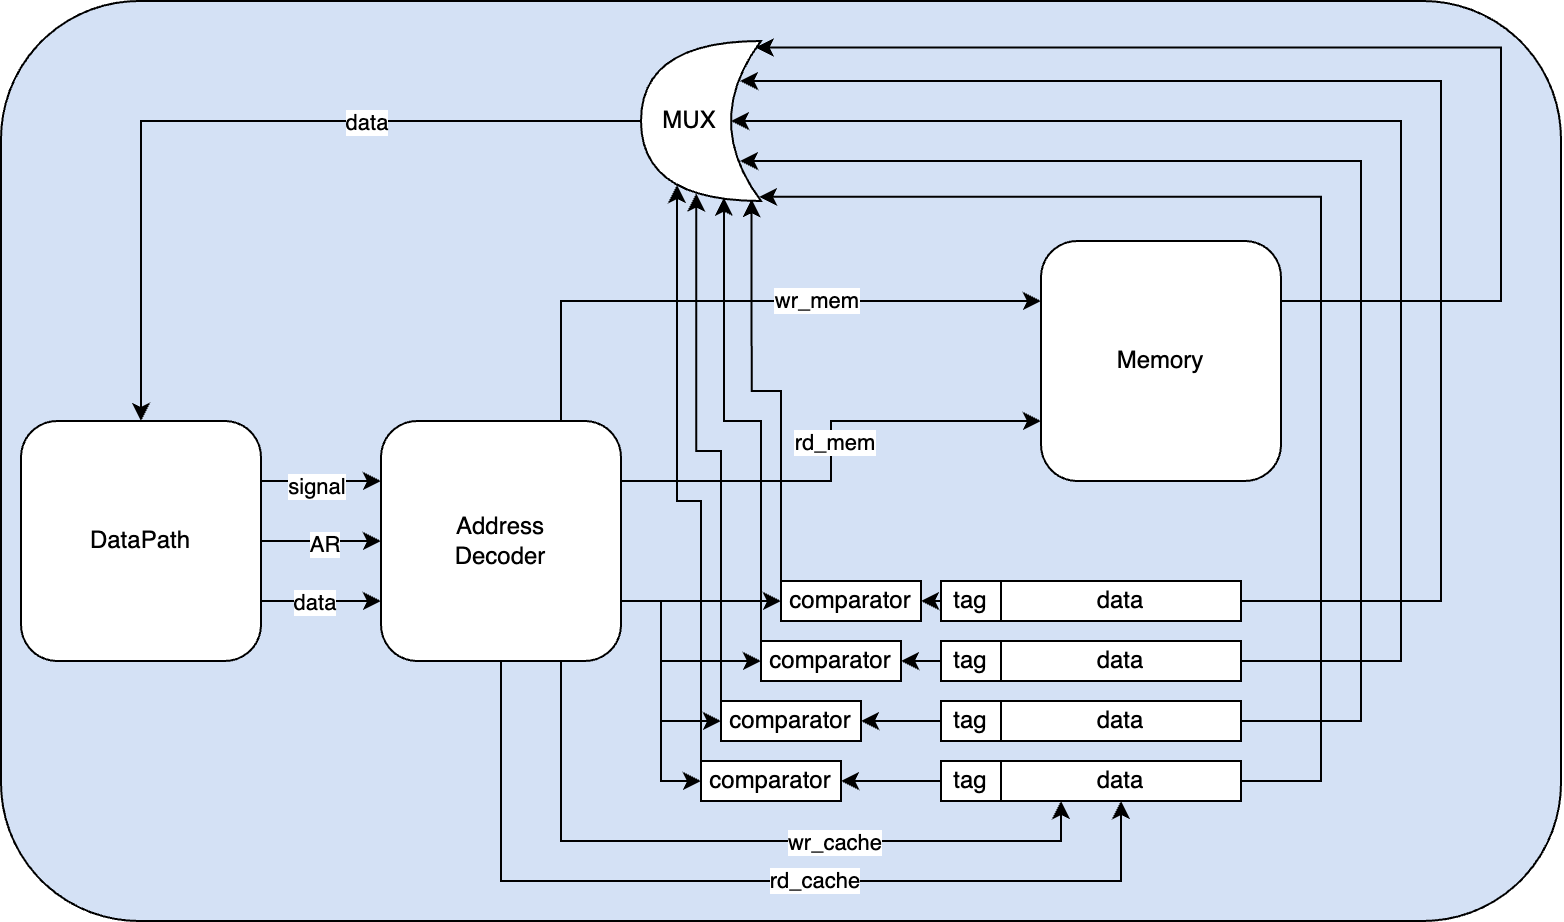 MUX
data
wr_mem
Memory
rd_mem
signal
DataPath
AR
Address
Decoder
data
comparator
tag
data
comparator
tag
data
comparator
tag
data
comparator
tag
data
wr_cache
rd_cache